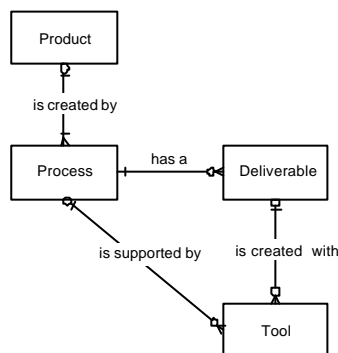 Product
is created by
has a
Process
Deliverable
is supported by
is created with
Tool